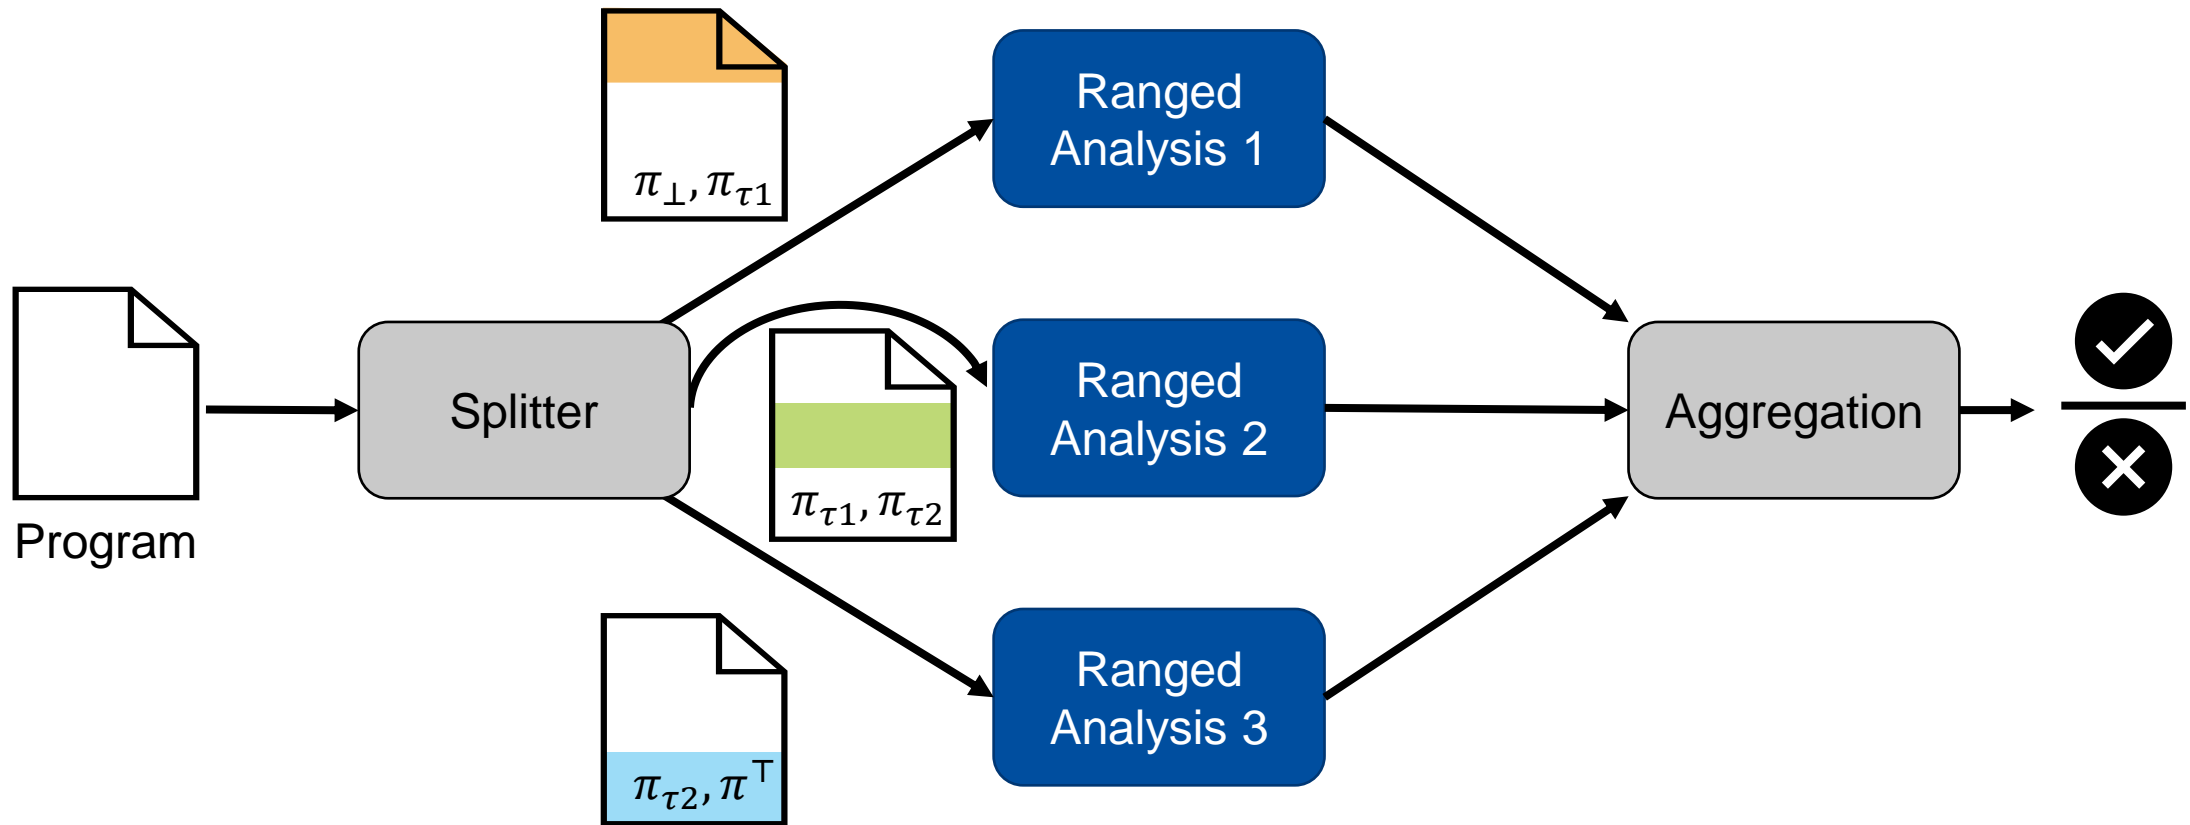 Program
Splitter
π⊥, πτ1
πτ1, πτ2
πτ2, π⊤
Ranged
Analysis 1
Ranged
Analysis 2
Ranged
Analysis 3
Aggregation